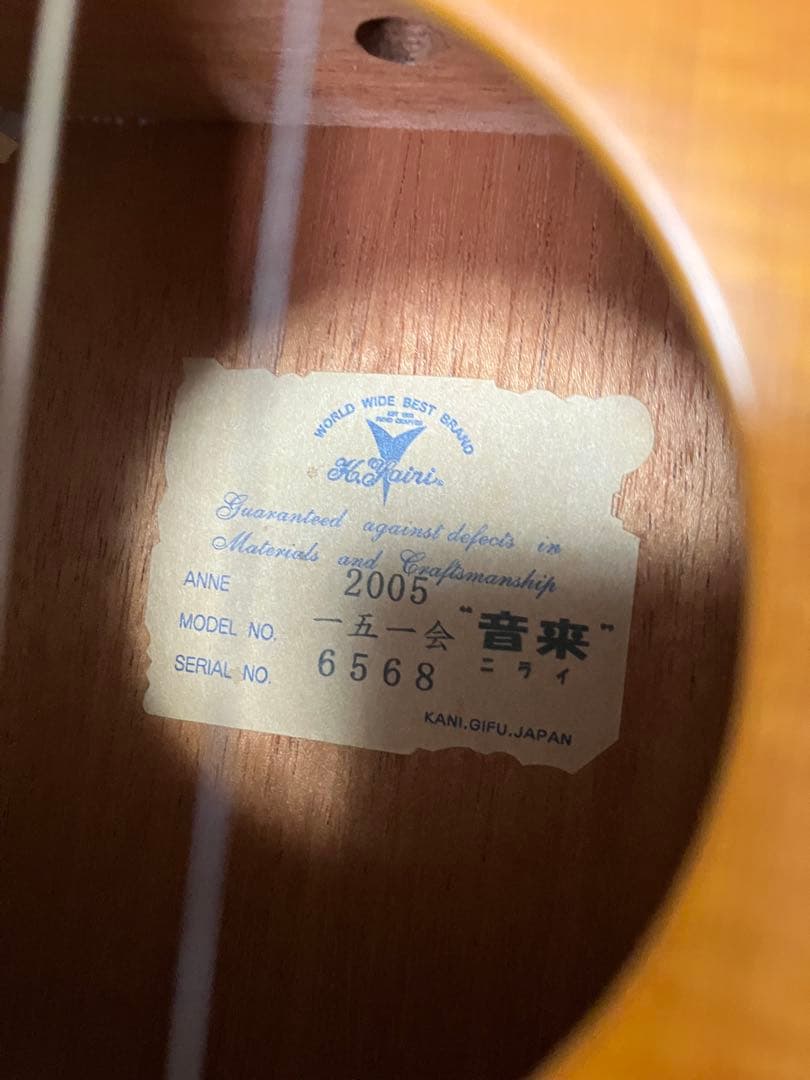 WORLD WIDE BEST BRAND
H.Yairi
Guaranteed against defects in
Materials and Craftsmanship
ANNE 2005
MODEL NO. 一五一会 "音来"
ニライ
SERIAL NO. 6568
KANI.GIFU.JAPAN